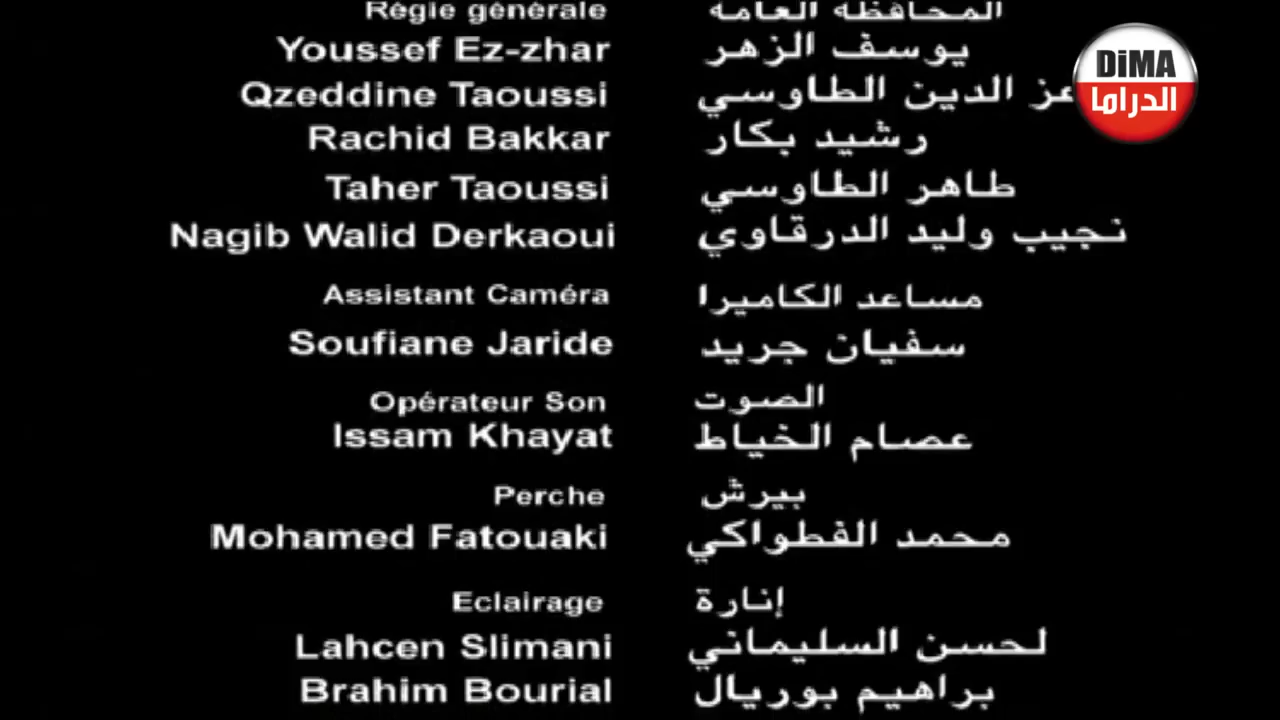 Régie générale المحافظة العامة
Youssef Ez-zhar يوسف الزهر
Qzeddine Taoussi عز الدين الطاوسي
Rachid Bakkar رشيد بكار
Taher Taoussi طاهر الطاوسي
Nagib Walid Derkaoui نجيب وليد الدرقاوي
Assistant Caméra مساعد الكاميرا
Soufiane Jaride سفيان جريد
Opérateur Son الصوت
Issam Khayat عصام الخياط
Perche بيرش
Mohamed Fatouaki محمد الفطواكي
Eclairage إنارة
Lahcen Slimani لحسن السليماني
Brahim Bourial براهيم بوريال
DiMA
الدراما